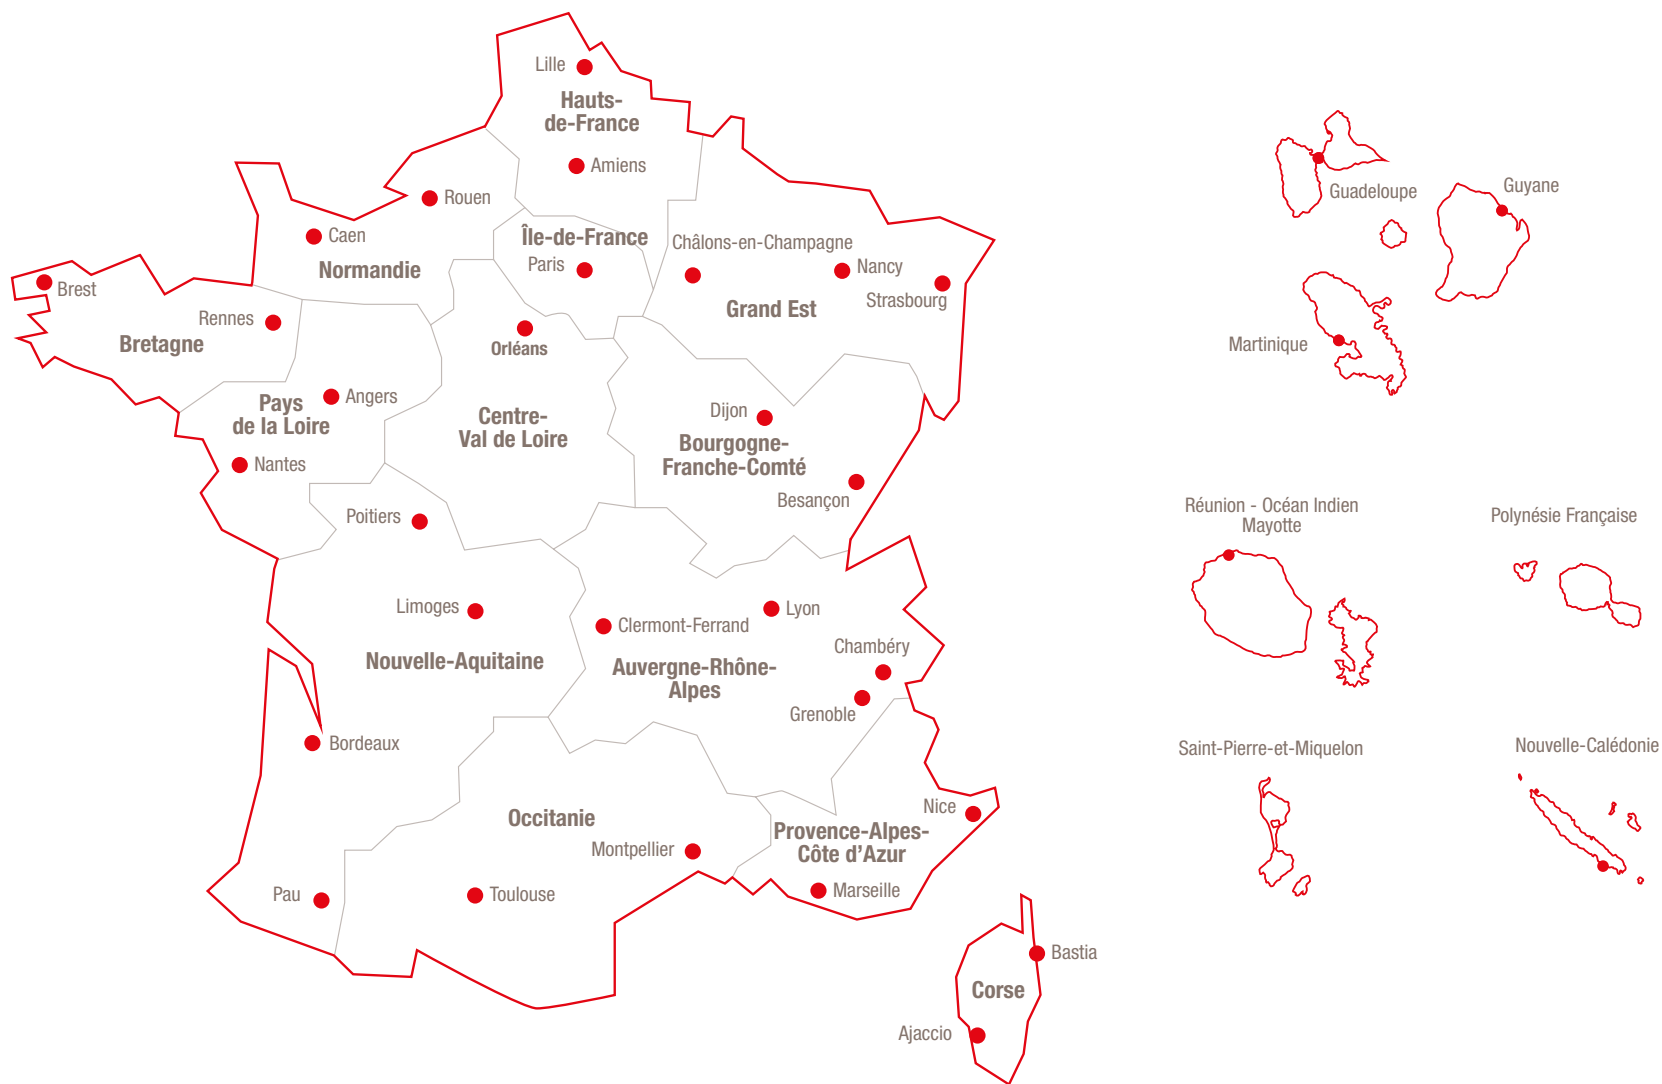 Lille
Hauts-
de-France
Amiens
Rouen
Caen
Normandie
Île-de-France
Paris
Châlons-en-Champagne
Nancy
Strasbourg
Grand Est
Brest
Rennes
Bretagne
Orléans
Angers
Pays
de la Loire
Nantes
Centre-
Val de Loire
Dijon
Bourgogne-
Franche-Comté
Besançon
Poitiers
Limoges
Nouvelle-Aquitaine
Clermont-Ferrand
Lyon
Auvergne-Rhône-
Alpes
Chambéry
Grenoble
Bordeaux
Occitanie
Montpellier
Pau
Toulouse
Nice
Provence-Alpes-
Côte d'Azur
Marseille
Bastia
Corse
Ajaccio
Guadeloupe
Guyane
Martinique
Réunion - Océan Indien
Mayotte
Polynésie Française
Saint-Pierre-et-Miquelon
Nouvelle-Calédonie